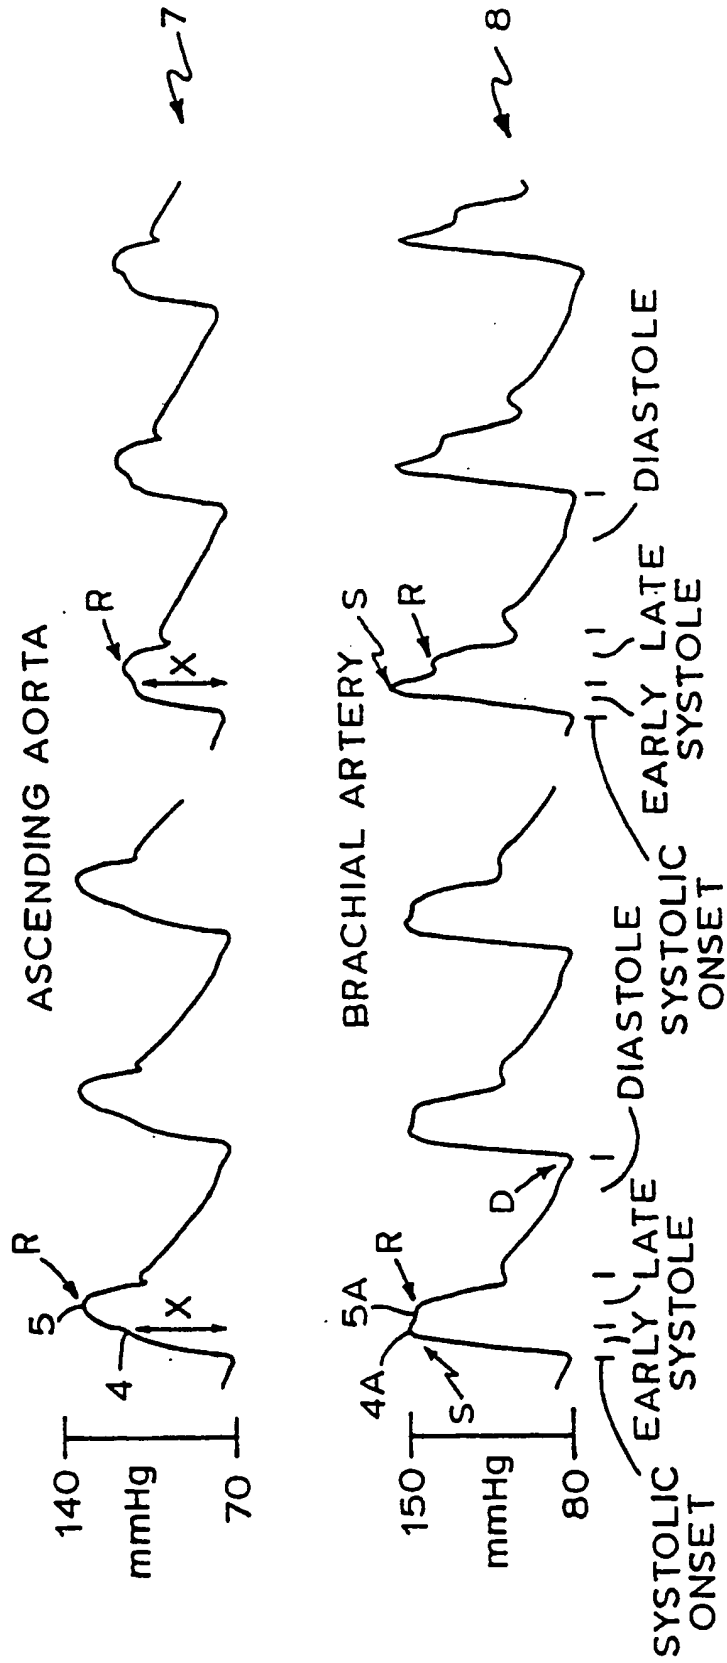 ASCENDING AORTA
7
140
mmHg
70
R
5
4
X
R
X
BRACHIAL ARTERY
8
150
mmHg
80
4A
5A
S
R
D
S
R
SYSTOLIC
ONSET
EARLY LATE
SYSTOLE
DIASTOLE
SYSTOLIC
ONSET
EARLY LATE
SYSTOLE
DIASTOLE